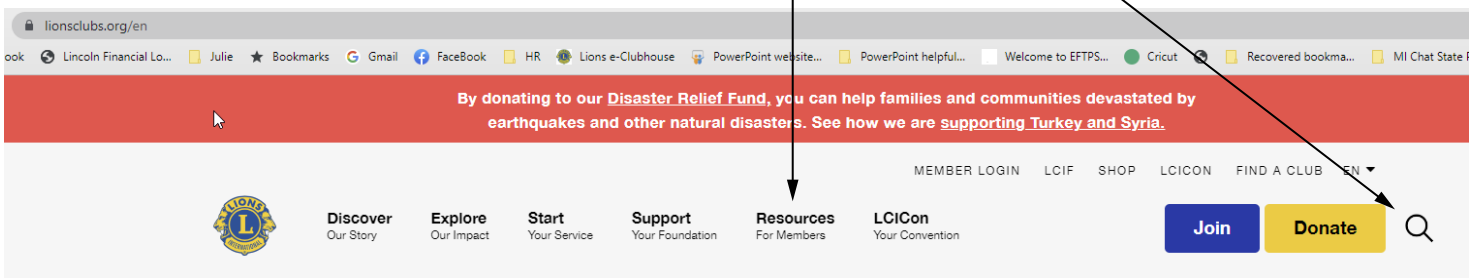 lionsclubs.org/en
ook Lincoln Financial Lo... Julie Bookmarks Gmail FaceBook HR Lions e-Clubhouse PowerPoint website... PowerPoint helpful... Welcome to EFTPS... Cricut Recovered bookma... MI Chat State
By donating to our Disaster Relief Fund, you can help families and communities devastated by
earthquakes and other natural disasters. See how we are supporting Turkey and Syria.
MEMBER LOGIN LCIF SHOP LCICON FIND A CLUB EN
LIONS
L
INTERNATIONAL
Discover Explore Start Support Resources LCICon
Our Story Our Impact Your Service Your Foundation For Members Your Convention
Join Donate